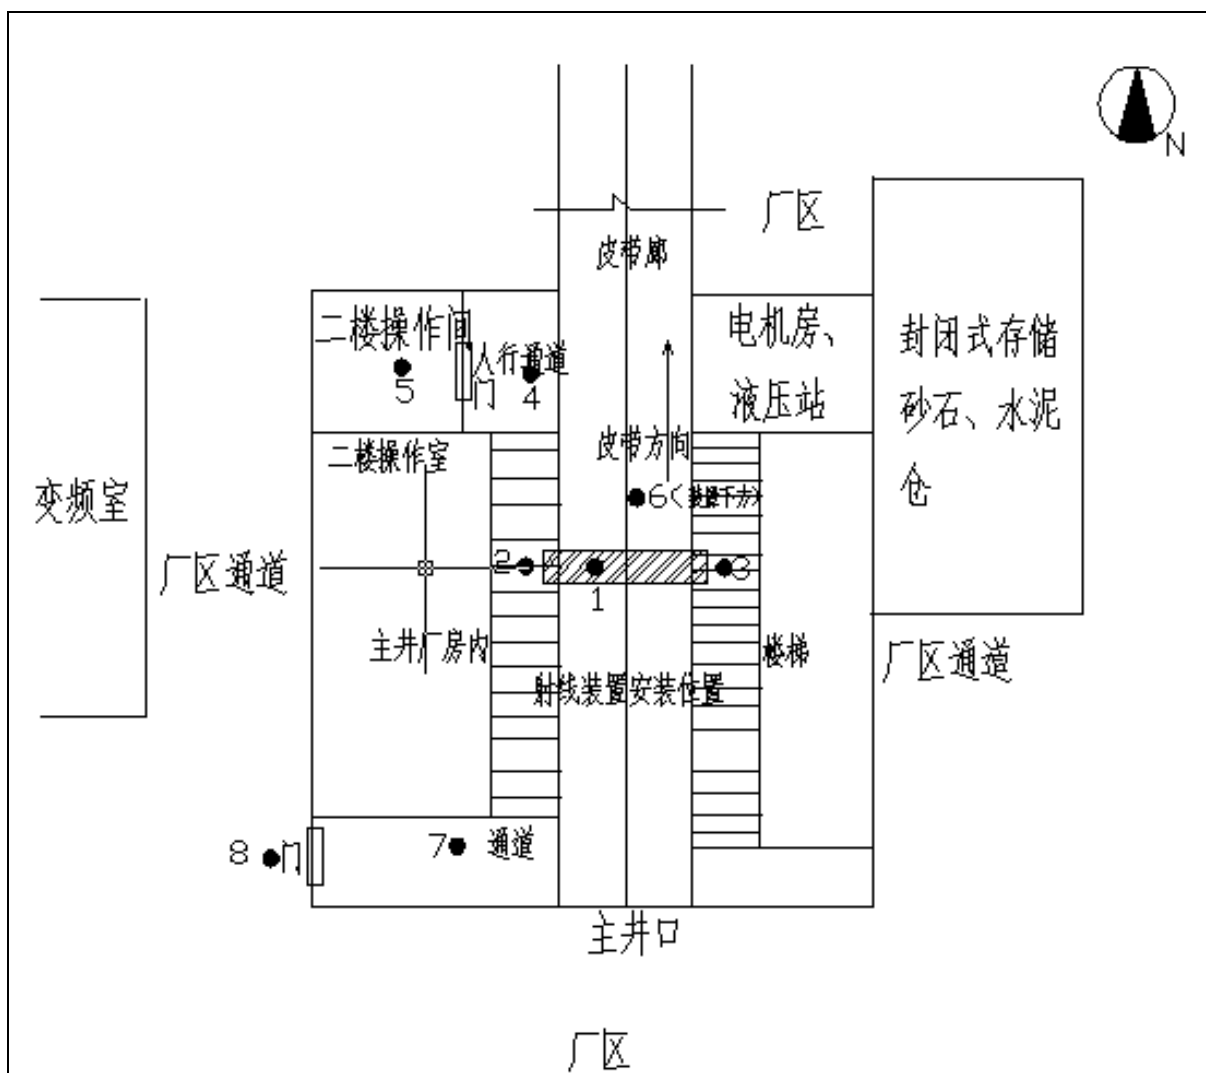 N
厂区
皮带廊
二楼操作间
电机房、
液压站
人行通道
门
5
4
封闭式存储
砂石、水泥
仓
皮带方向
二楼操作室
变频室
6(装置下方)
厂区通道
2
1
3
主井厂房内
楼梯
厂区通道
射线装置安装位置
8
门
7
通道
主井口
厂区